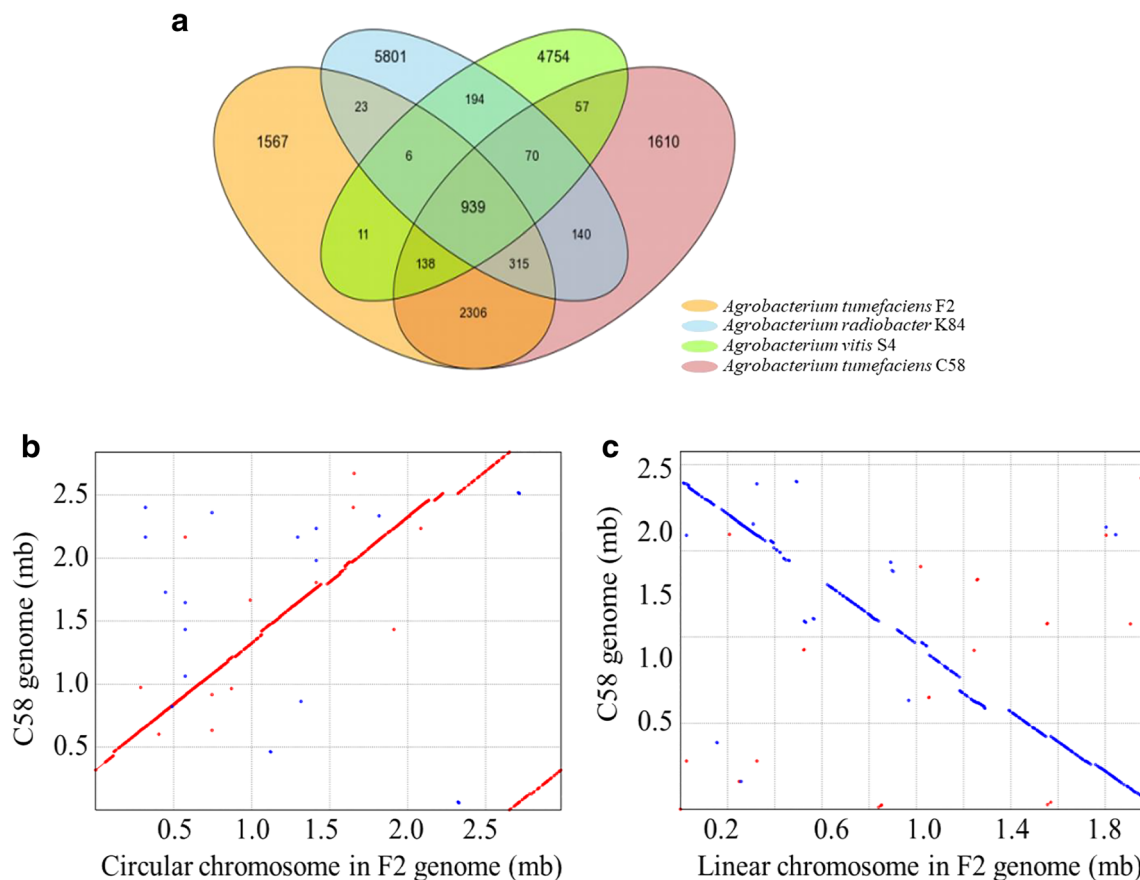 a
5801
4754
23
194
57
1567
6
70
1610
939
11
140
138
315
2306
Agrobacterium tumefaciens F2
Agrobacterium radiobacter K84
Agrobacterium vitis S4
Agrobacterium tumefaciens C58
b
C58 genome (mb)
2.5
2.0
1.5
1.0
0.5
0.5 1.0 1.5 2.0 2.5
Circular chromosome in F2 genome (mb)
c
C58 genome (mb)
2.5
2.0
1.5
1.0
0.5
0.2 0.6 1.0 1.4 1.8
Linear chromosome in F2 genome (mb)